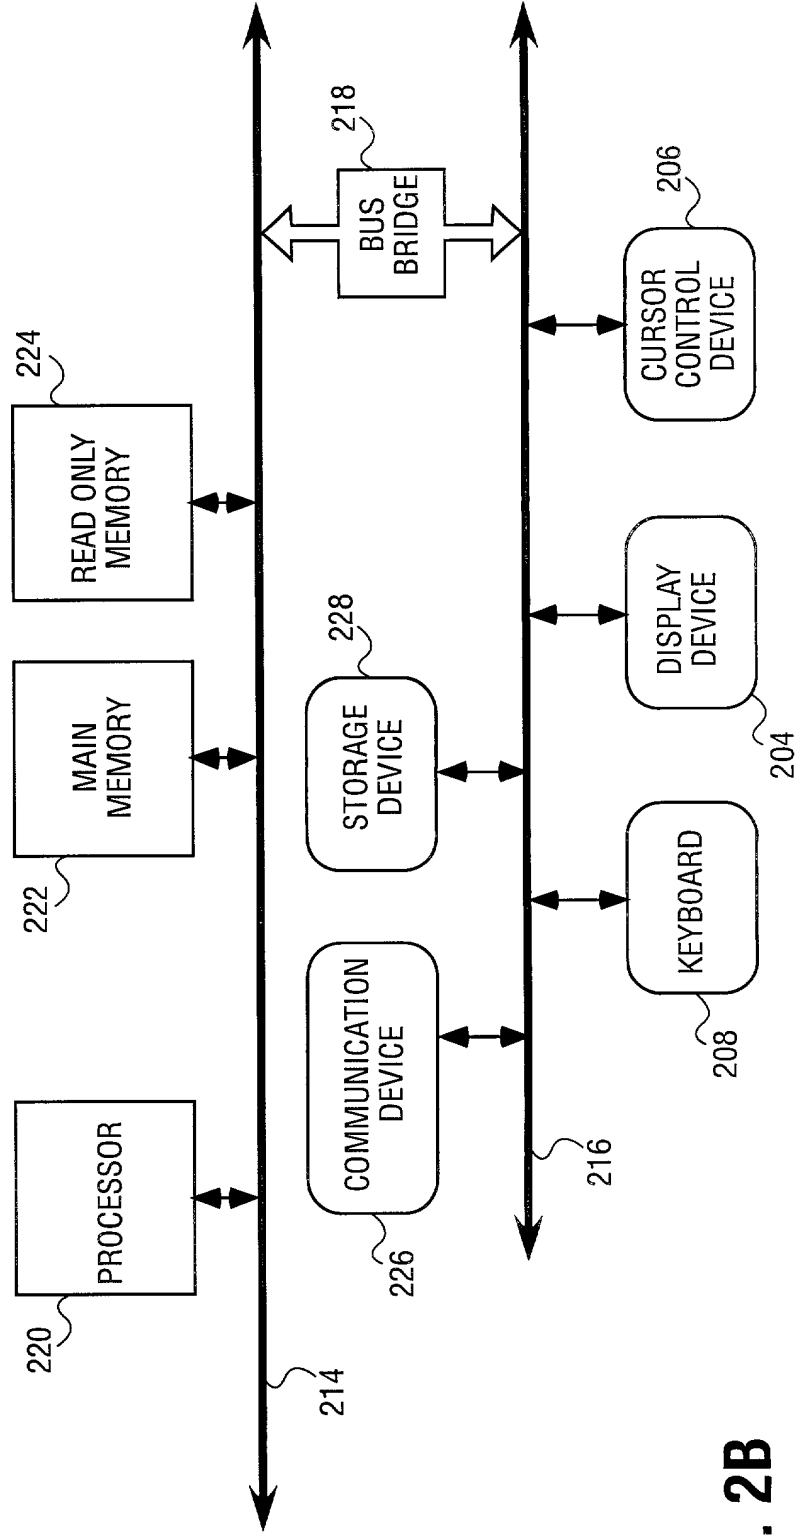 220
PROCESSOR
222
MAIN
MEMORY
224
READ ONLY
MEMORY
214
226
COMMUNICATION
DEVICE
228
STORAGE
DEVICE
218
BUS
BRIDGE
216
208
KEYBOARD
204
DISPLAY
DEVICE
206
CURSOR
CONTROL
DEVICE
. 2B